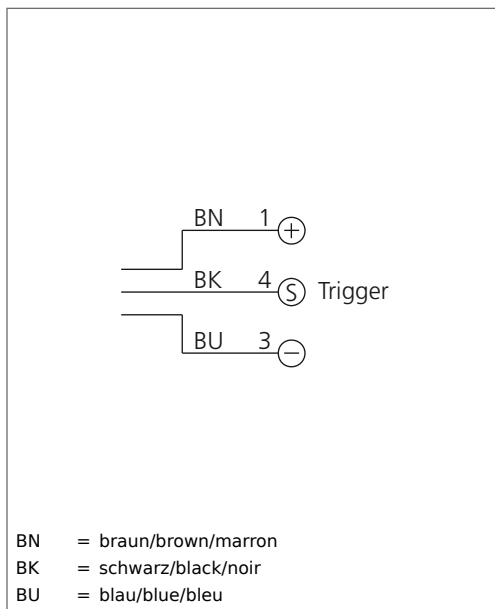 BN 1 +
BK 4 S Trigger
BU 3 −
BN = braun/brown/marron
BK = schwarz/black/noir
BU = blau/blue/bleu